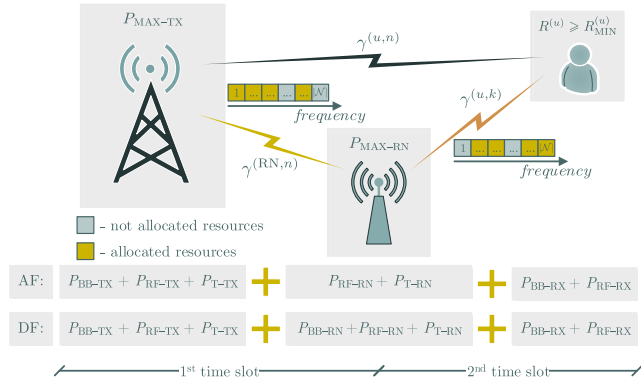 P_MAX–TX
γ^(u,n)
R^(u) ⩾ R_MIN^(u)
1 ... ... ... ... 𝒩
frequency
γ^(u,k)
γ^(RN,n)
P_MAX–RN
1 ... ... ... ... 𝒩
frequency
- not allocated resources
- allocated resources
AF: P_BB–TX + P_RF–TX + P_T–TX + P_RF–RN + P_T–RN + P_BB–RX + P_RF–RX
DF: P_BB–TX + P_RF–TX + P_T–TX + P_BB–RN + P_RF–RN + P_T–RN + P_BB–RX + P_RF–RX
1st time slot 2nd time slot